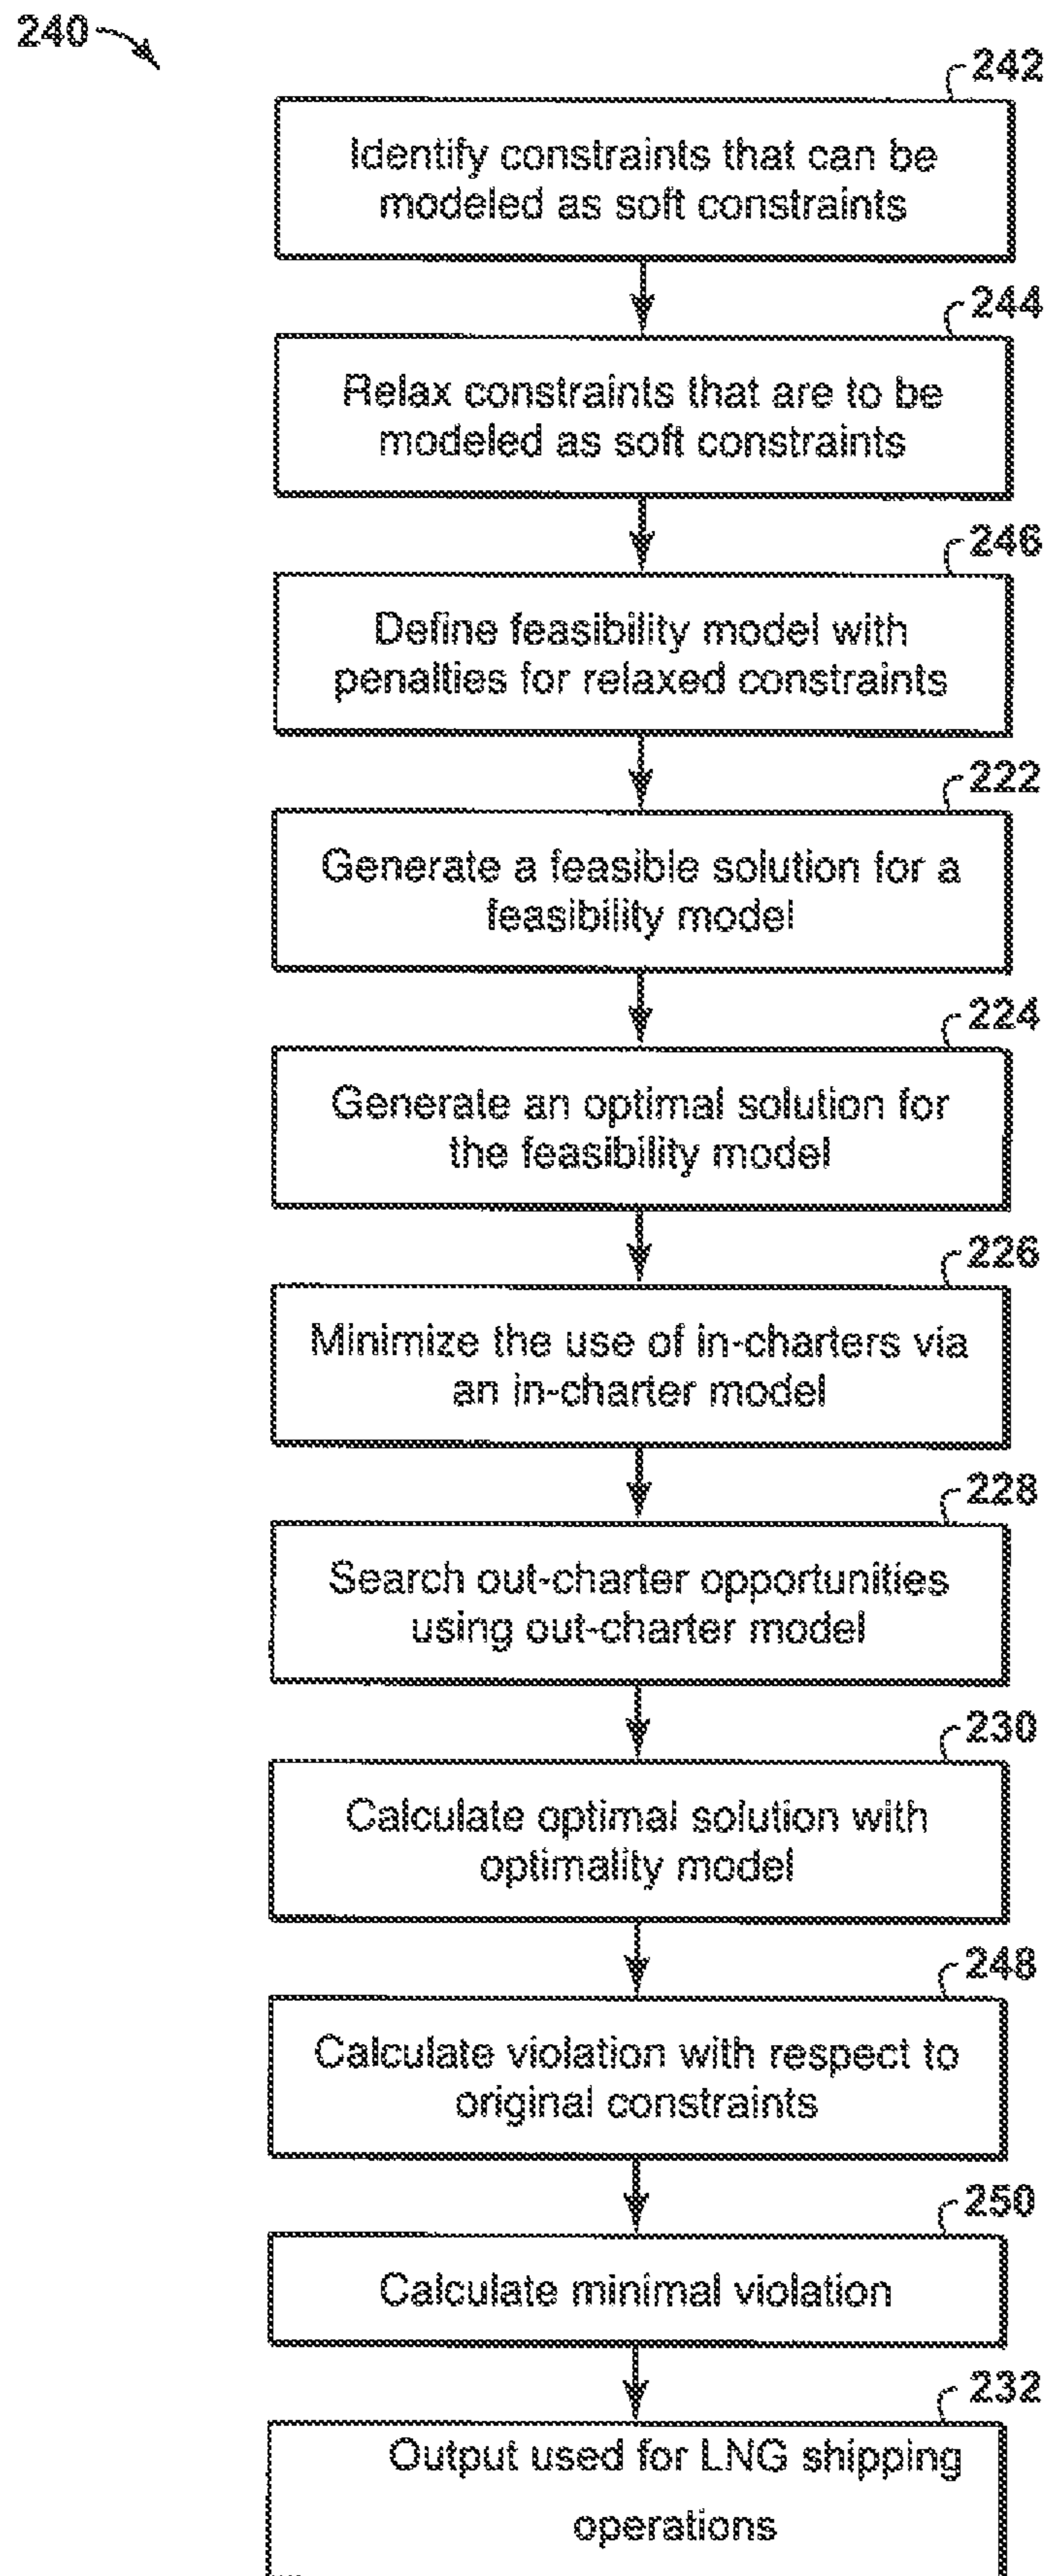 240
242
Identify constraints that can be
modeled as soft constraints
244
Relax constraints that are to be
modeled as soft constraints
246
Define feasibility model with
penalties for relaxed constraints
222
Generate a feasible solution for a
feasibility model
224
Generate an optimal solution for
the feasibility model
226
Minimize the use of in-charters via
an in-charter model
228
Search out-charter opportunities
using out-charter model
230
Calculate optimal solution with
optimality model
248
Calculate violation with respect to
original constraints
250
Calculate minimal violation
232
Output used for LNG shipping
operations